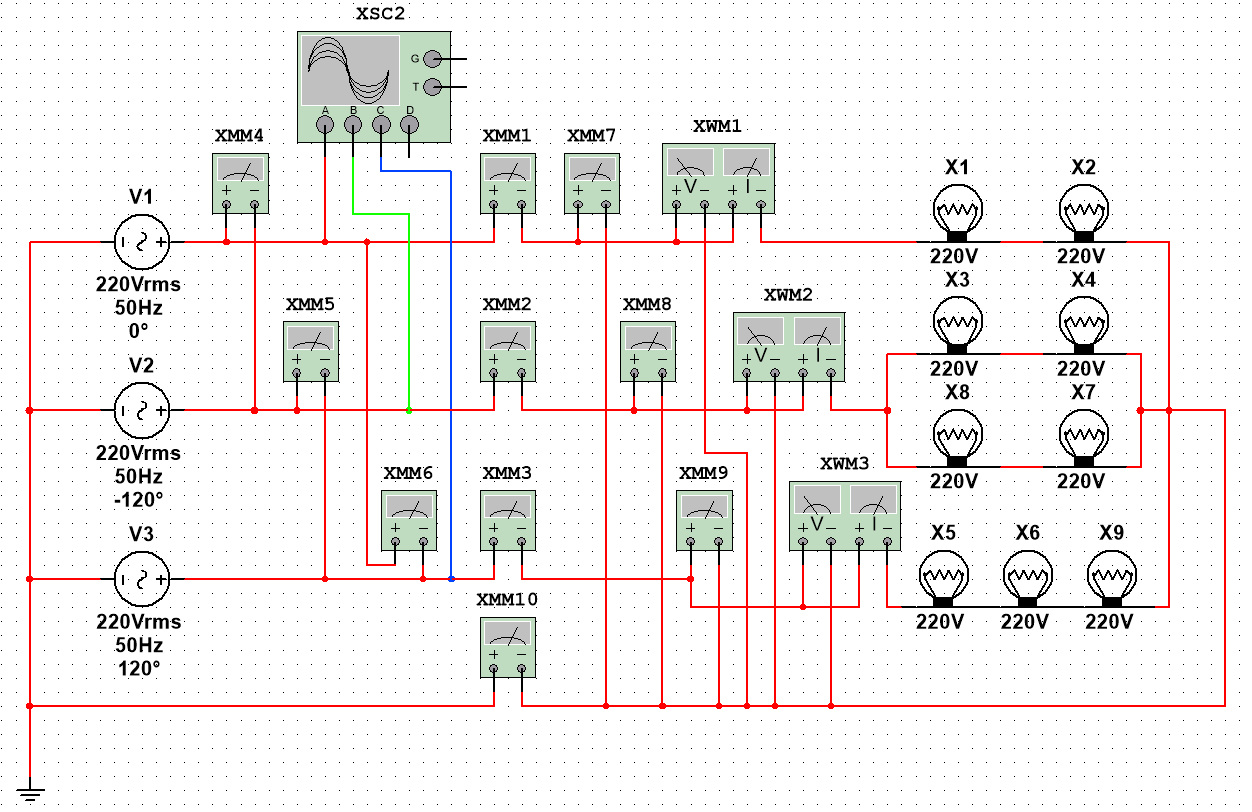 XSC2
G
T
A B C D
XMM4
XMM1
XMM7
XWM1
+ −
+ −
+ −
+ V − + I −
V1
220Vrms
50Hz
0°
X1
X2
220V
220V
XMM5
XMM2
XMM8
XWM2
+ −
+ −
+ −
+ V − + I −
V2
220Vrms
50Hz
-120°
X3
X4
220V
220V
X8
X7
220V
220V
XMM6
XMM3
XMM9
XWM3
+ −
+ −
+ −
+ V − + I −
V3
220Vrms
50Hz
120°
X5
X6
X9
220V
220V
220V
XMM10
+ −